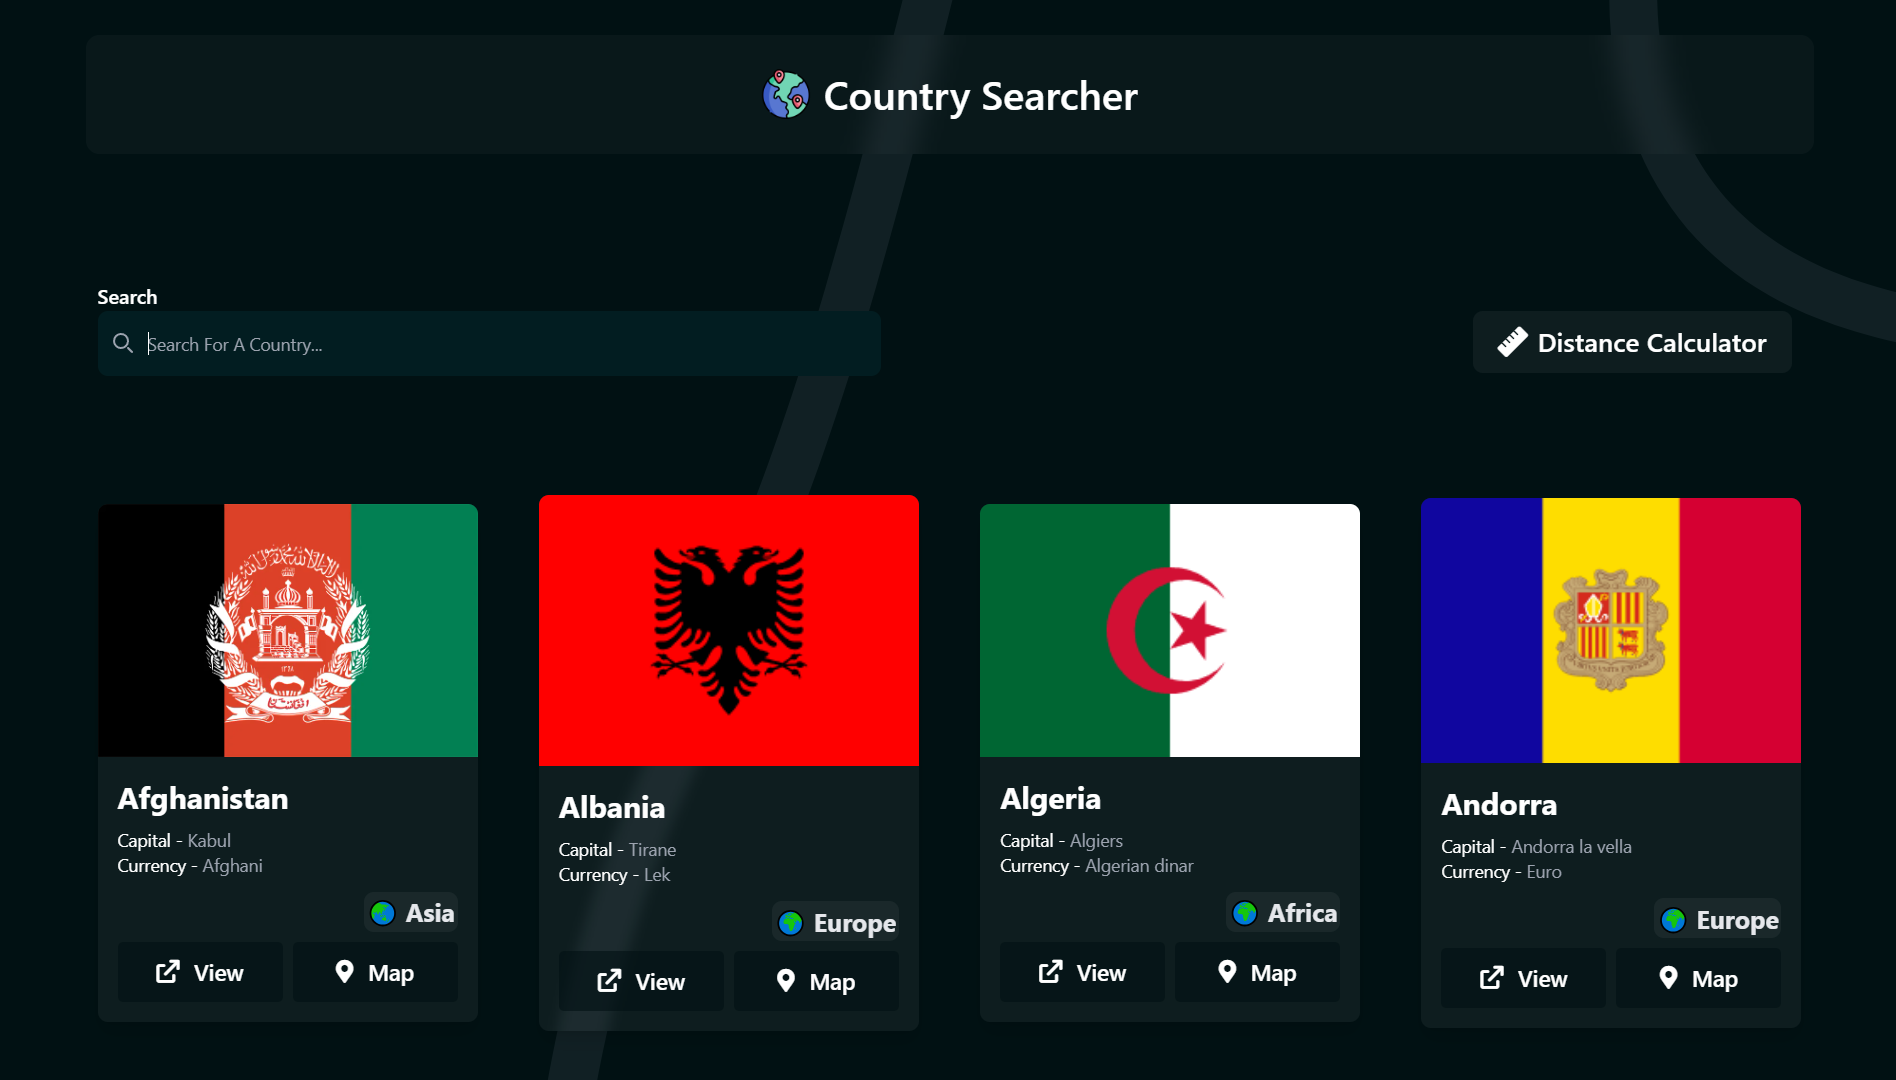 Country Searcher
Search
Search For A Country...
Distance Calculator
Afghanistan
Capital - Kabul
Currency - Afghani
Asia
View
Map
Albania
Capital - Tirane
Currency - Lek
Europe
View
Map
Algeria
Capital - Algiers
Currency - Algerian dinar
Africa
View
Map
Andorra
Capital - Andorra la vella
Currency - Euro
Europe
View
Map